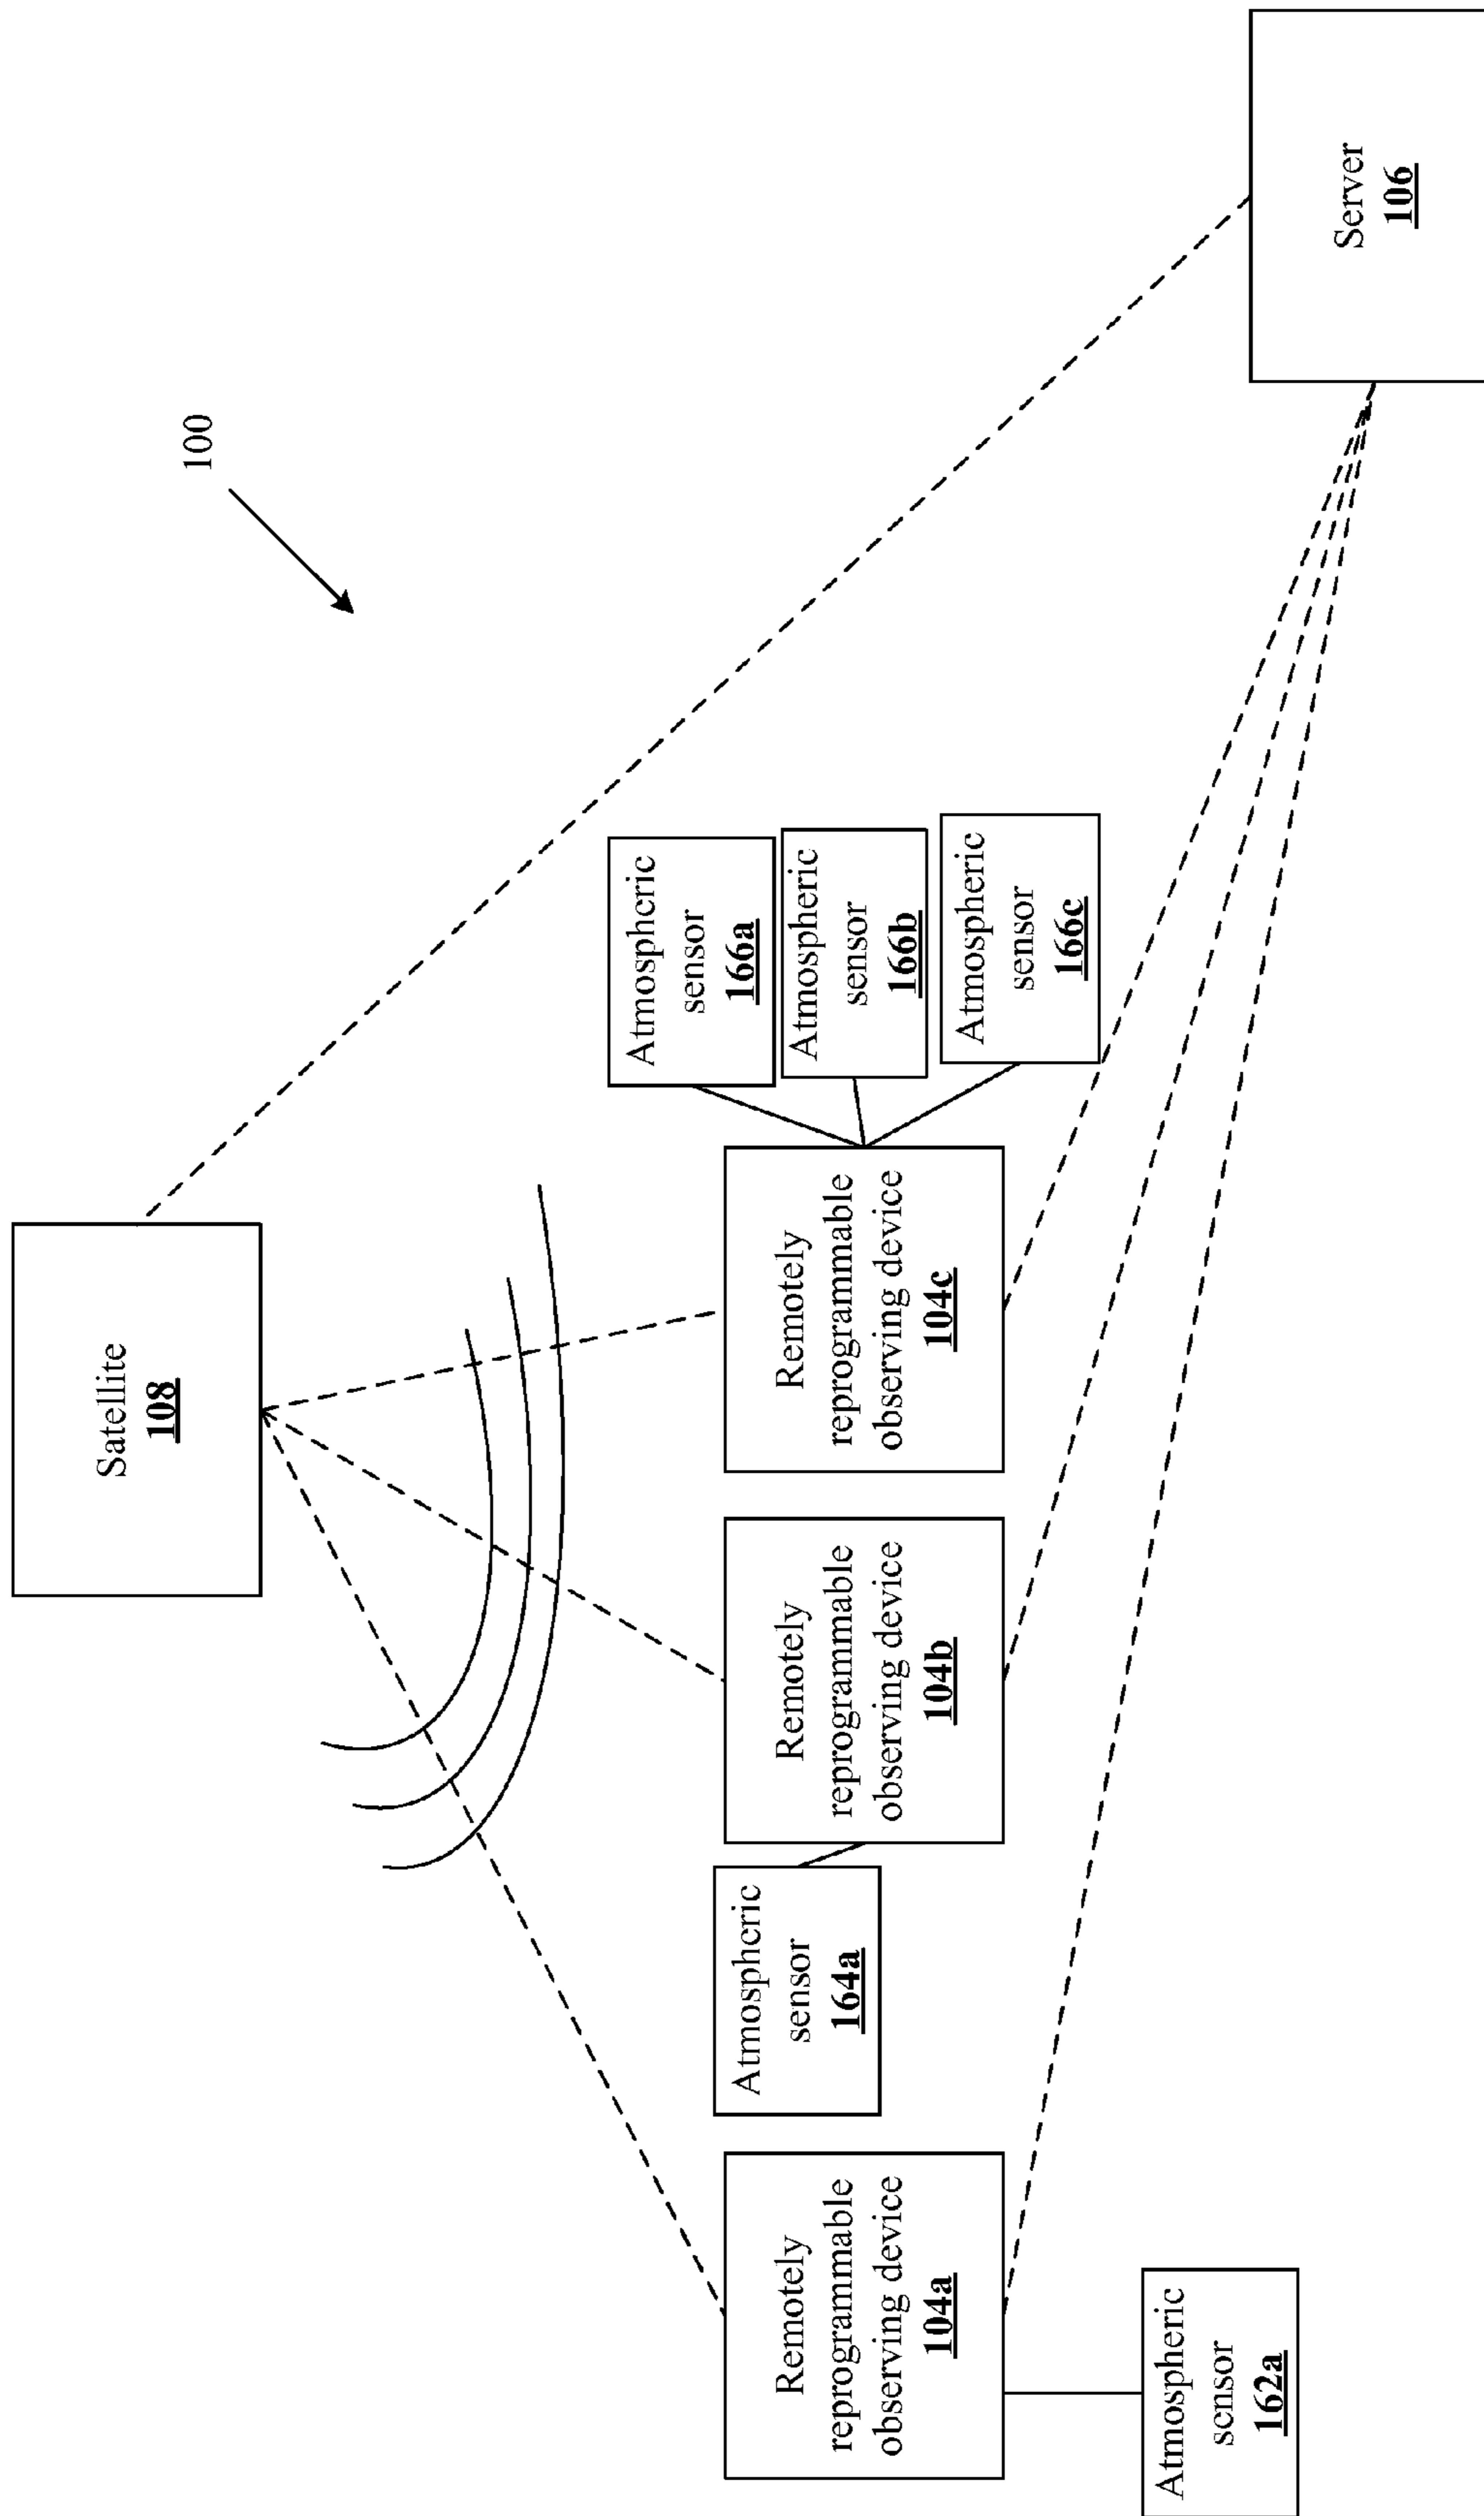 100
Satellite
108
Remotely
reprogrammable
observing device
104a
Atmospheric
sensor
162a
Atmospheric
sensor
164a
Remotely
reprogrammable
observing device
104b
Remotely
reprogrammable
observing device
104c
Atmospheric
sensor
166a
Atmospheric
sensor
166b
Atmospheric
sensor
166c
Server
106